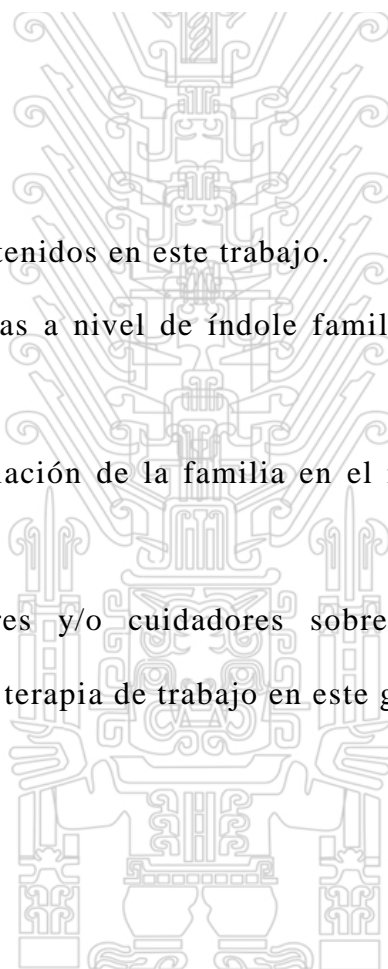 tenidos en este trabajo.
as a nivel de índole famil
ación de la familia en el
res y/o cuidadores sobre
terapia de trabajo en este